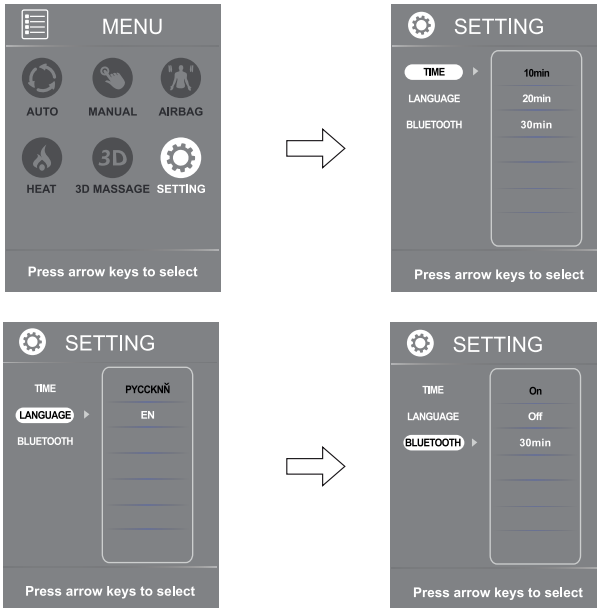 MENU
AUTO MANUAL AIRBAG
3D
HEAT 3D MASSAGE SETTING
Press arrow keys to select
SETTING
TIME 10min
LANGUAGE 20min
BLUETOOTH 30min
Press arrow keys to select
SETTING
TIME PYCCKNŇ
LANGUAGE EN
BLUETOOTH
Press arrow keys to select
SETTING
TIME On
LANGUAGE Off
BLUETOOTH 30min
Press arrow keys to select